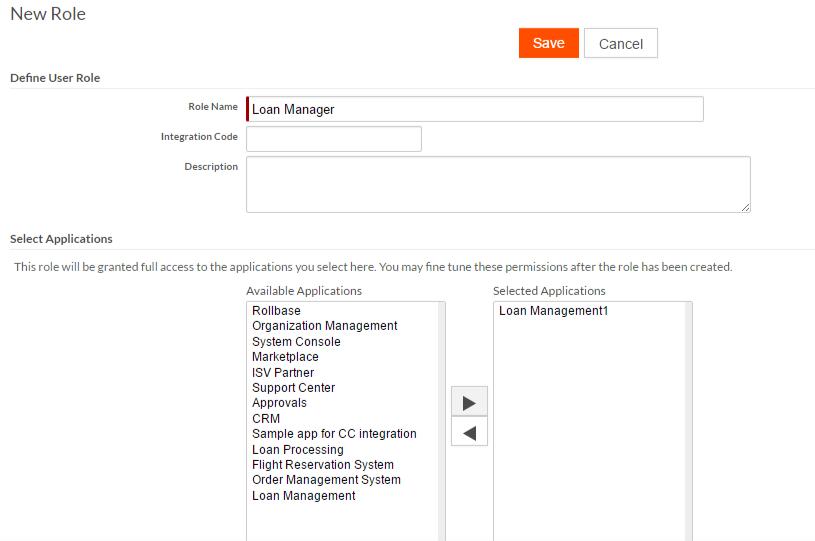 New Role
Save Cancel
Define User Role
Role Name Loan Manager
Integration Code
Description
Select Applications
This role will be granted full access to the applications you select here. You may fine tune these permissions after the role has been created.
Available Applications
Rollbase
Organization Management
System Console
Marketplace
ISV Partner
Support Center
Approvals
CRM
Sample app for CC integration
Loan Processing
Flight Reservation System
Order Management System
Loan Management
Selected Applications
Loan Management1